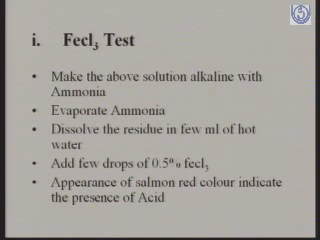 i. Fecl₃ Test
• Make the above solution alkaline with
Ammonia
• Evaporate Ammonia
• Dissolve the residue in few ml of hot
water
• Add few drops of 0.5% fecl₃
• Appearance of salmon red colour indicate
the presence of Acid